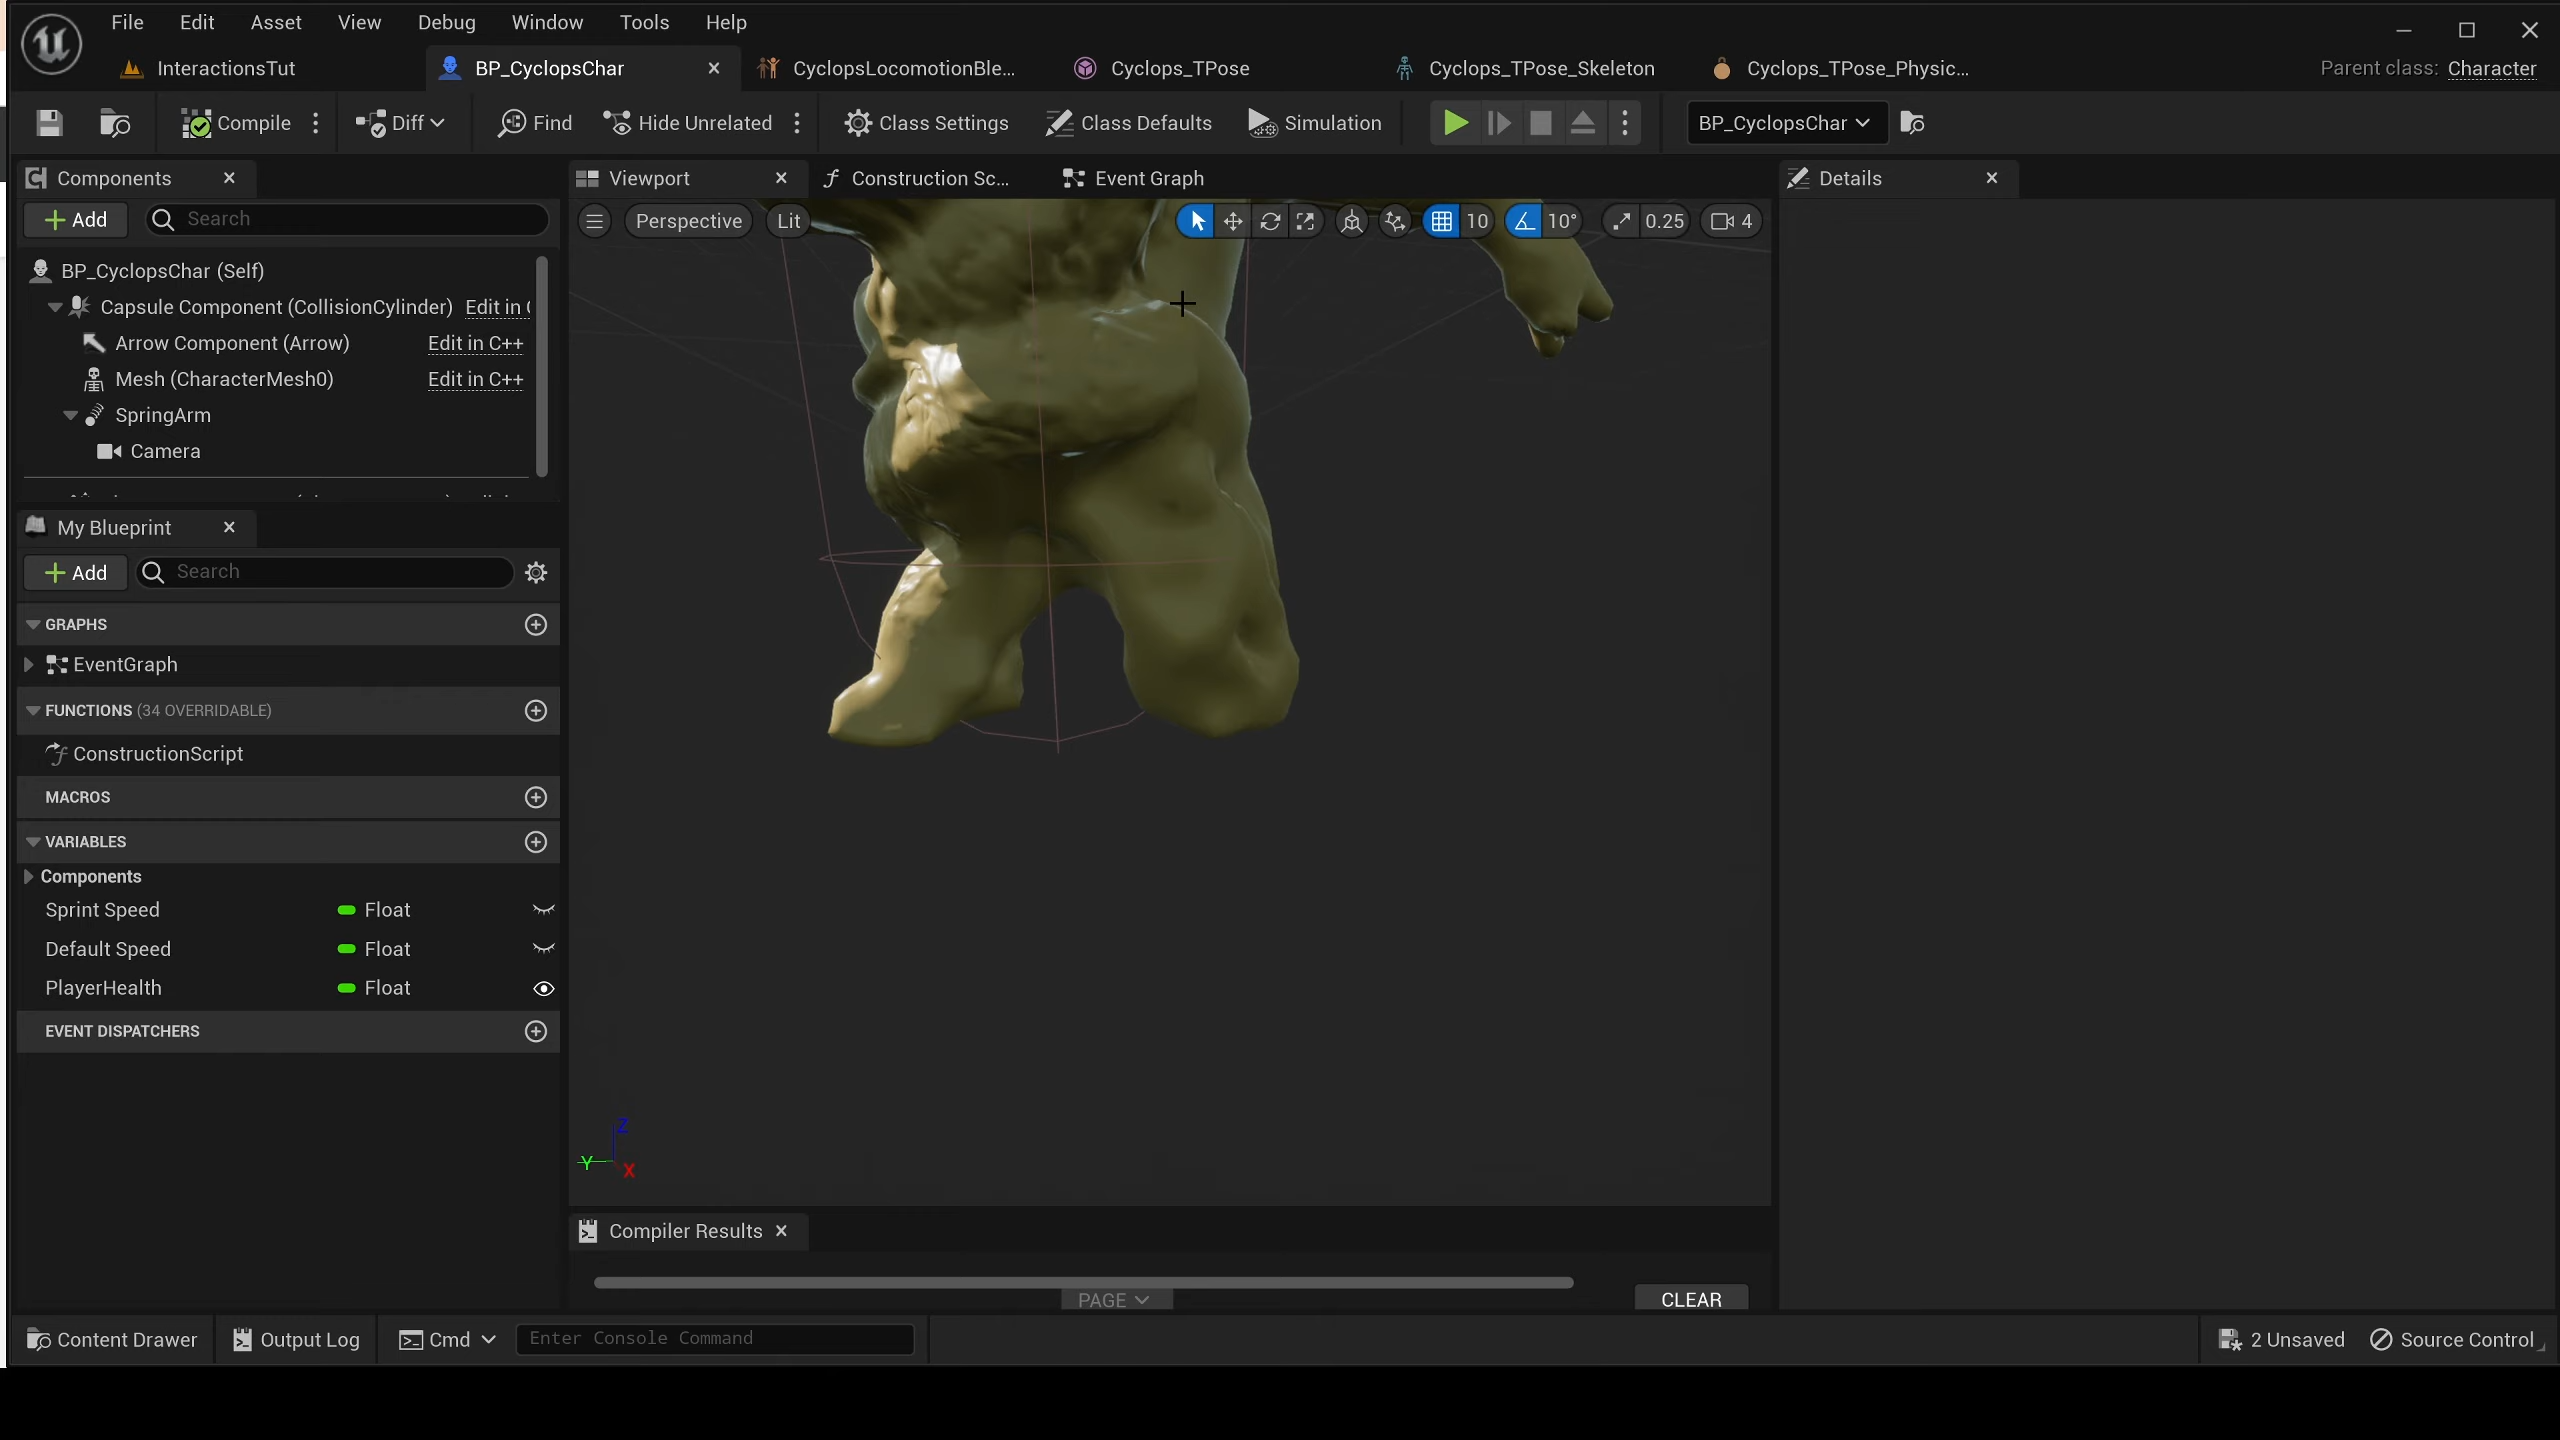 File Edit Asset View Debug Window Tools Help
InteractionsTut BP_CyclopsChar CyclopsLocomotionBle... Cyclops_TPose Cyclops_TPose_Skeleton Cyclops_TPose_Physic... Parent class: Character
Compile Diff Find Hide Unrelated Class Settings Class Defaults Simulation BP_CyclopsChar
Components Viewport Construction Sc... Event Graph Details
Add Search Perspective Lit 10 10° 0.25 4
BP_CyclopsChar (Self)
Capsule Component (CollisionCylinder) Edit in
Arrow Component (Arrow) Edit in C++
Mesh (CharacterMesh0) Edit in C++
SpringArm
Camera
My Blueprint
Add Search
GRAPHS
EventGraph
FUNCTIONS (34 OVERRIDABLE)
ConstructionScript
MACROS
VARIABLES
Components
Sprint Speed Float
Default Speed Float
PlayerHealth Float
EVENT DISPATCHERS
Z
Y X
Compiler Results
PAGE CLEAR
Content Drawer Output Log Cmd Enter Console Command 2 Unsaved Source Control